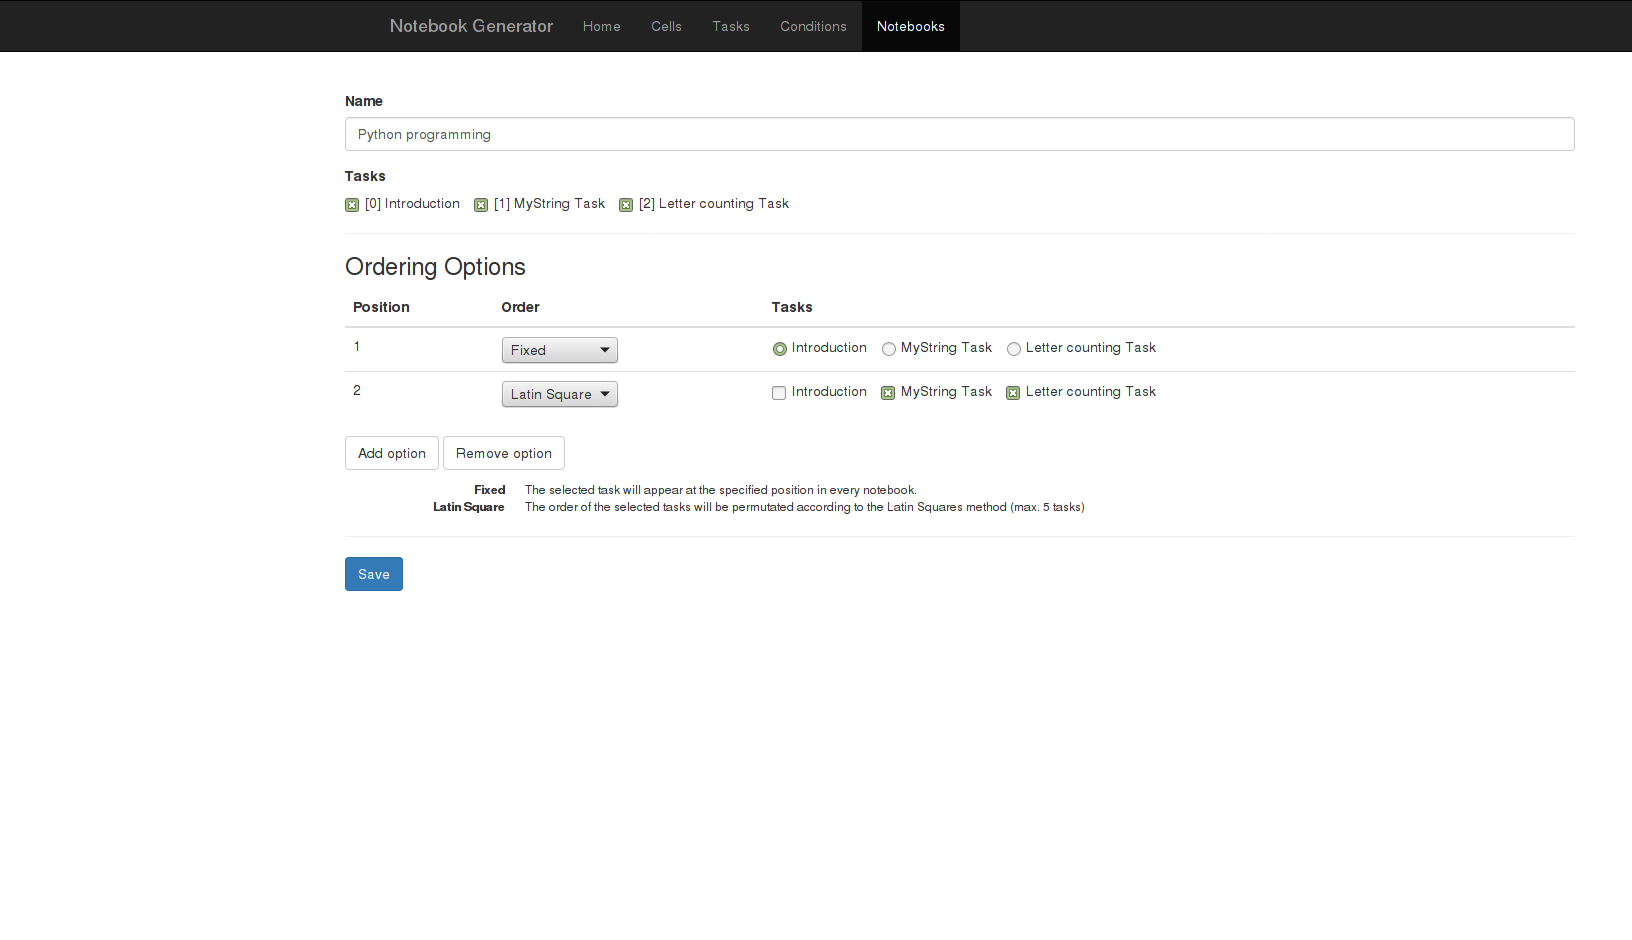 Notebook Generator Home Cells Tasks Conditions Notebooks
Name
Python programming
Tasks
[0] Introduction [1] MyString Task [2] Letter counting Task
Ordering Options
Position Order Tasks
1 Fixed Introduction MyString Task Letter counting Task
2 Latin Square Introduction MyString Task Letter counting Task
Add option Remove option
Fixed The selected task will appear at the specified position in every notebook.
Latin Square The order of the selected tasks will be permutated according to the Latin Squares method (max. 5 tasks)
Save